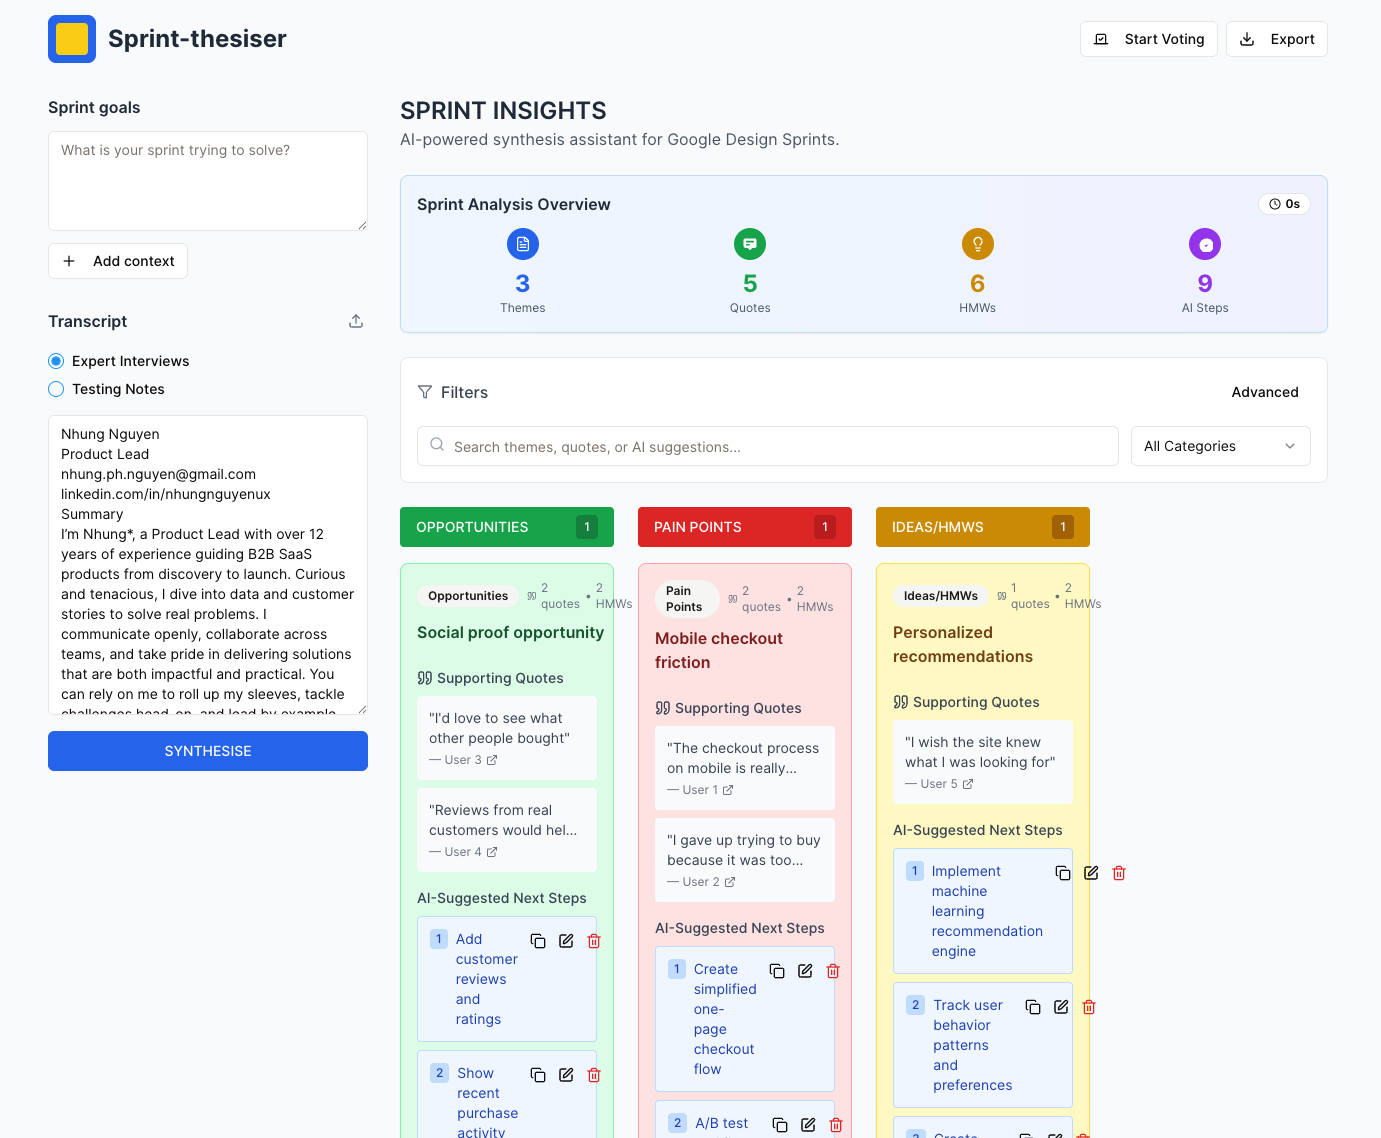 Sprint-thesiser
Start Voting
Export
Sprint goals
What is your sprint trying to solve?
Add context
Transcript
Expert Interviews
Testing Notes
Nhung Nguyen
Product Lead
nhung.ph.nguyen@gmail.com
linkedin.com/in/nhungnguyenux
Summary
I'm Nhung*, a Product Lead with over 12
years of experience guiding B2B SaaS
products from discovery to launch. Curious
and tenacious, I dive into data and customer
stories to solve real problems. I
communicate openly, collaborate across
teams, and take pride in delivering solutions
that are both impactful and practical. You
can rely on me to roll up my sleeves, tackle
challenges head-on, and lead by example
SYNTHESISE
SPRINT INSIGHTS
AI-powered synthesis assistant for Google Design Sprints.
Sprint Analysis Overview
0s
3
Themes
5
Quotes
6
HMWs
9
AI Steps
Filters
Advanced
Search themes, quotes, or AI suggestions...
All Categories
OPPORTUNITIES 1
Opportunities
2 quotes • 2 HMWs
Social proof opportunity
Supporting Quotes
"I'd love to see what
other people bought"
— User 3
"Reviews from real
customers would hel...
— User 4
AI-Suggested Next Steps
1 Add
customer
reviews
and
ratings
2 Show
recent
purchase
activity
PAIN POINTS 1
Pain
Points
2 quotes • 2 HMWs
Mobile checkout
friction
Supporting Quotes
"The checkout process
on mobile is really...
— User 1
"I gave up trying to buy
because it was too...
— User 2
AI-Suggested Next Steps
1 Create
simplified
one-
page
checkout
flow
2 A/B test
IDEAS/HMWS 1
Ideas/HMWs
1 quotes • 2 HMWs
Personalized
recommendations
Supporting Quotes
"I wish the site knew
what I was looking for"
— User 5
AI-Suggested Next Steps
1 Implement
machine
learning
recommendation
engine
2 Track user
behavior
patterns
and
preferences
3 Create